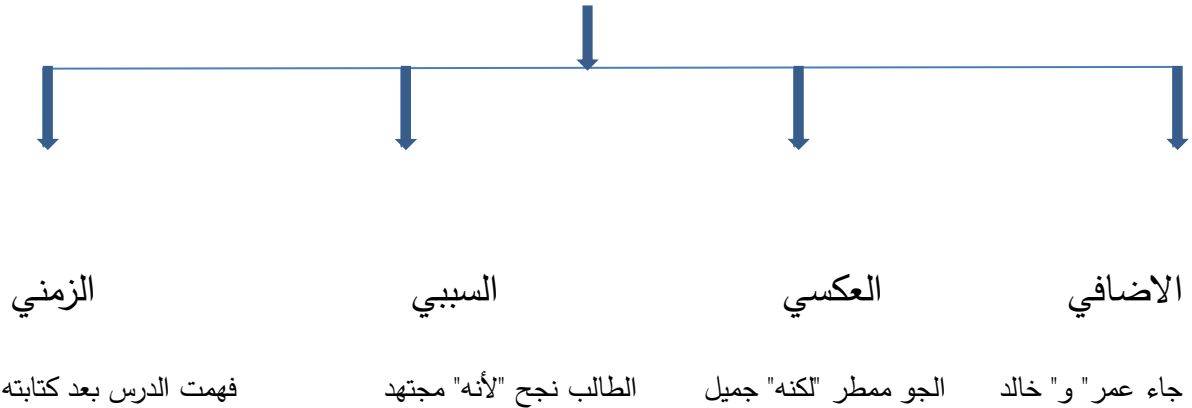 الاضافي العكسي السببي الزمني
جاء عمر" و" خالد الجو ممطر "لكنه" جميل الطالب نجح "لأنه" مجتهد فهمت الدرس بعد كتابته